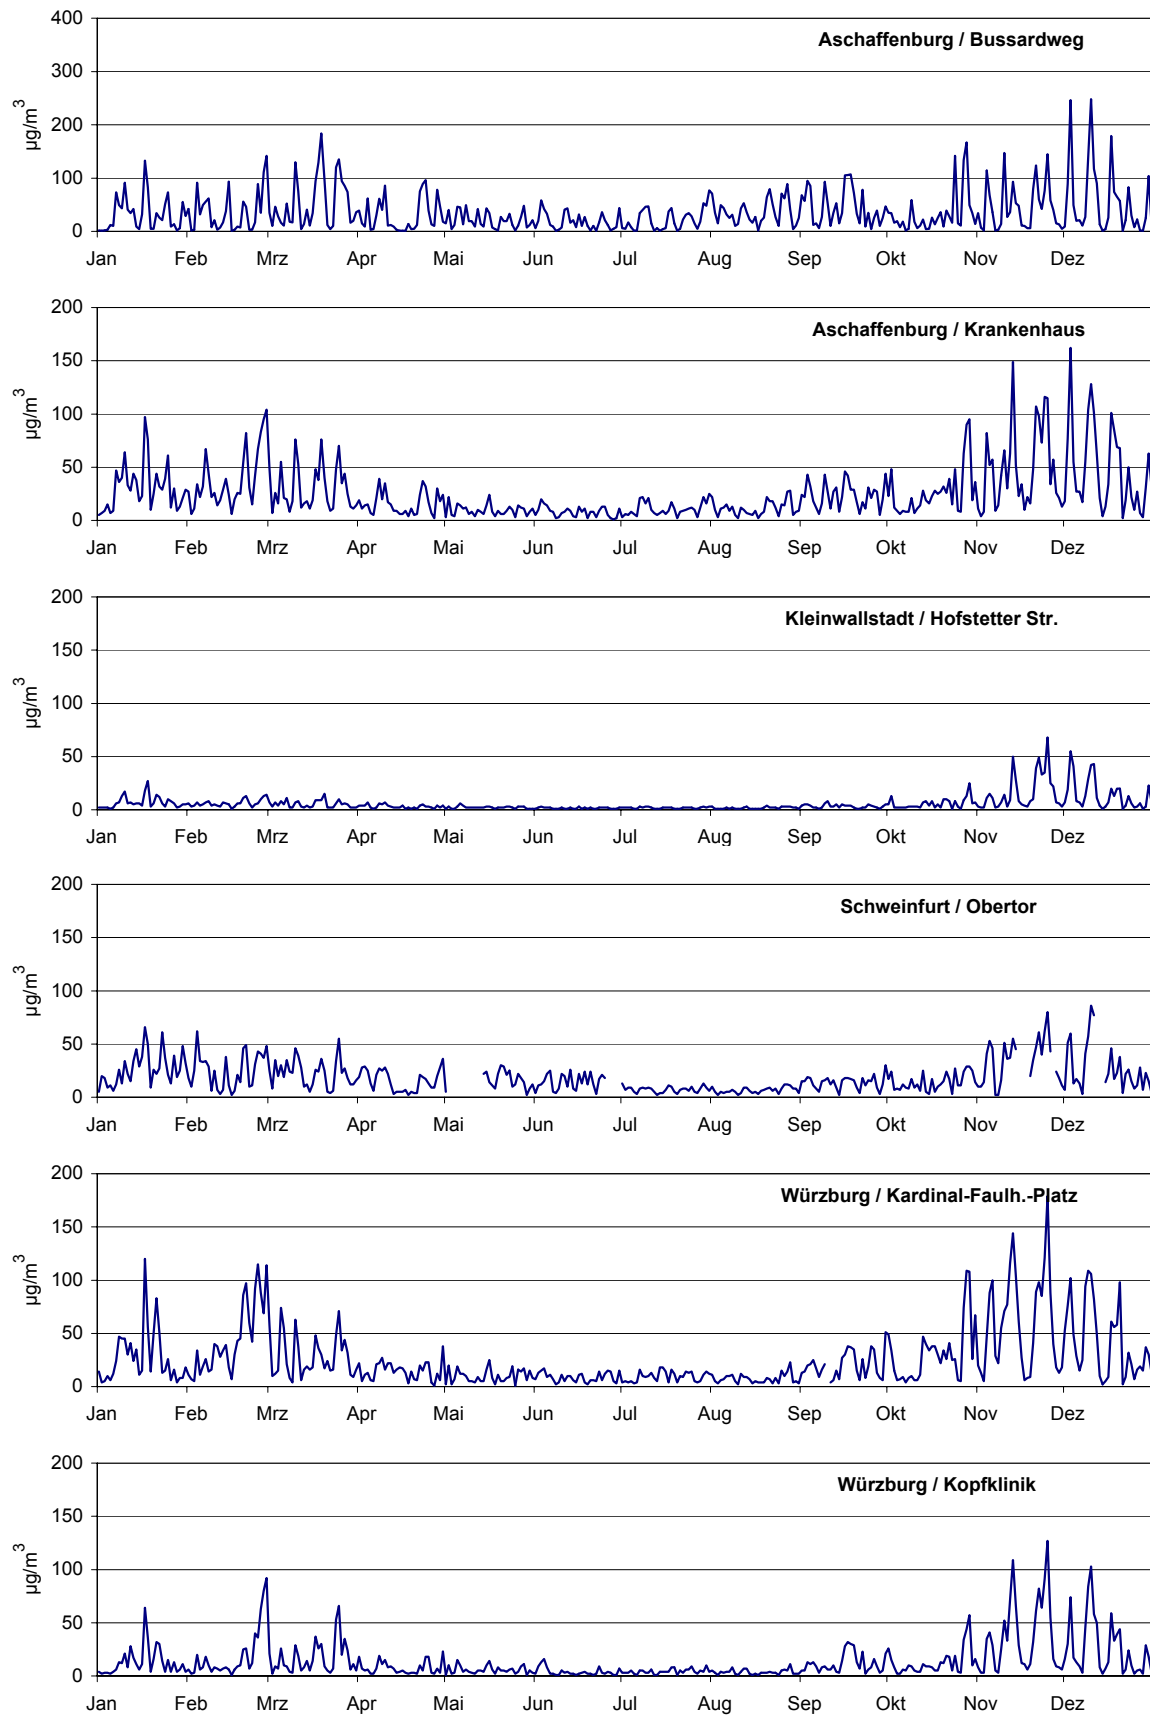 Aschaffenburg / Bussardweg
400
300
200
100
0
µg/m³
Jan Feb Mrz Apr Mai Jun Jul Aug Sep Okt Nov Dez
Aschaffenburg / Krankenhaus
200
150
100
50
0
µg/m³
Jan Feb Mrz Apr Mai Jun Jul Aug Sep Okt Nov Dez
Kleinwallstadt / Hofstetter Str.
200
150
100
50
0
µg/m³
Jan Feb Mrz Apr Mai Jun Jul Aug Sep Okt Nov Dez
Schweinfurt / Obertor
200
150
100
50
0
µg/m³
Jan Feb Mrz Apr Mai Jun Jul Aug Sep Okt Nov Dez
Würzburg / Kardinal-Faulh.-Platz
200
150
100
50
0
µg/m³
Jan Feb Mrz Apr Mai Jun Jul Aug Sep Okt Nov Dez
Würzburg / Kopfklinik
200
150
100
50
0
µg/m³
Jan Feb Mrz Apr Mai Jun Jul Aug Sep Okt Nov Dez